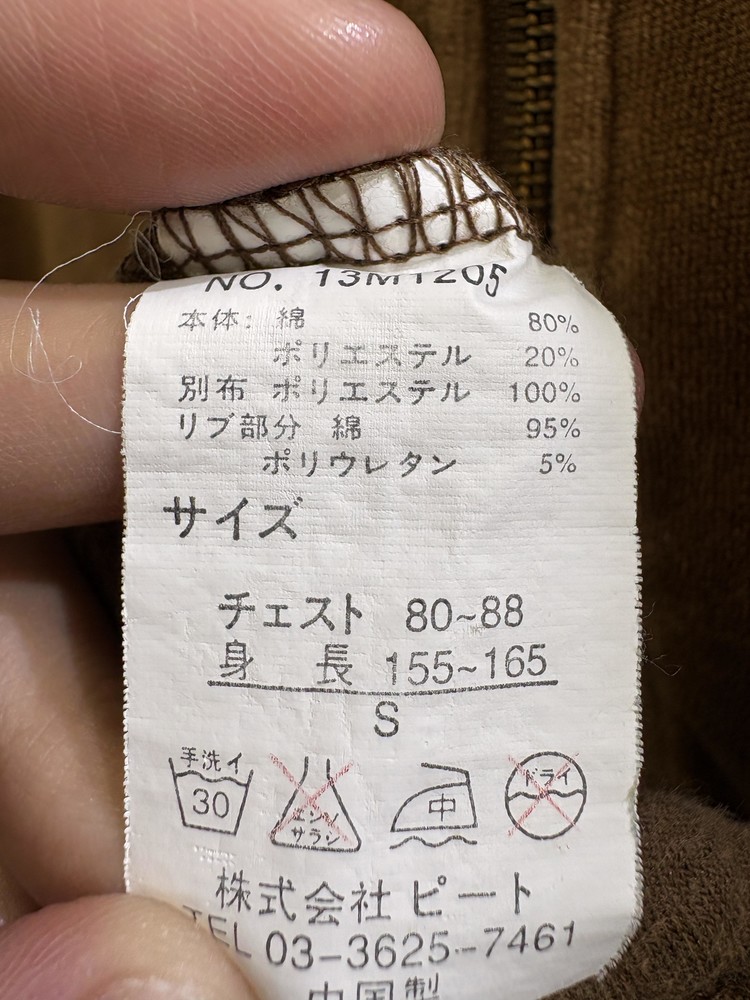 NO. 13M1205
本体: 綿 80%
ポリエステル 20%
別布 ポリエステル 100%
リブ部分 綿 95%
ポリウレタン 5%
サイズ
チェスト 80~88
身 長 155~165
S
手洗イ
30
エンソ
サラシ
中
ドライ
株式会社 ピート
TEL 03-3625-7461
中国製